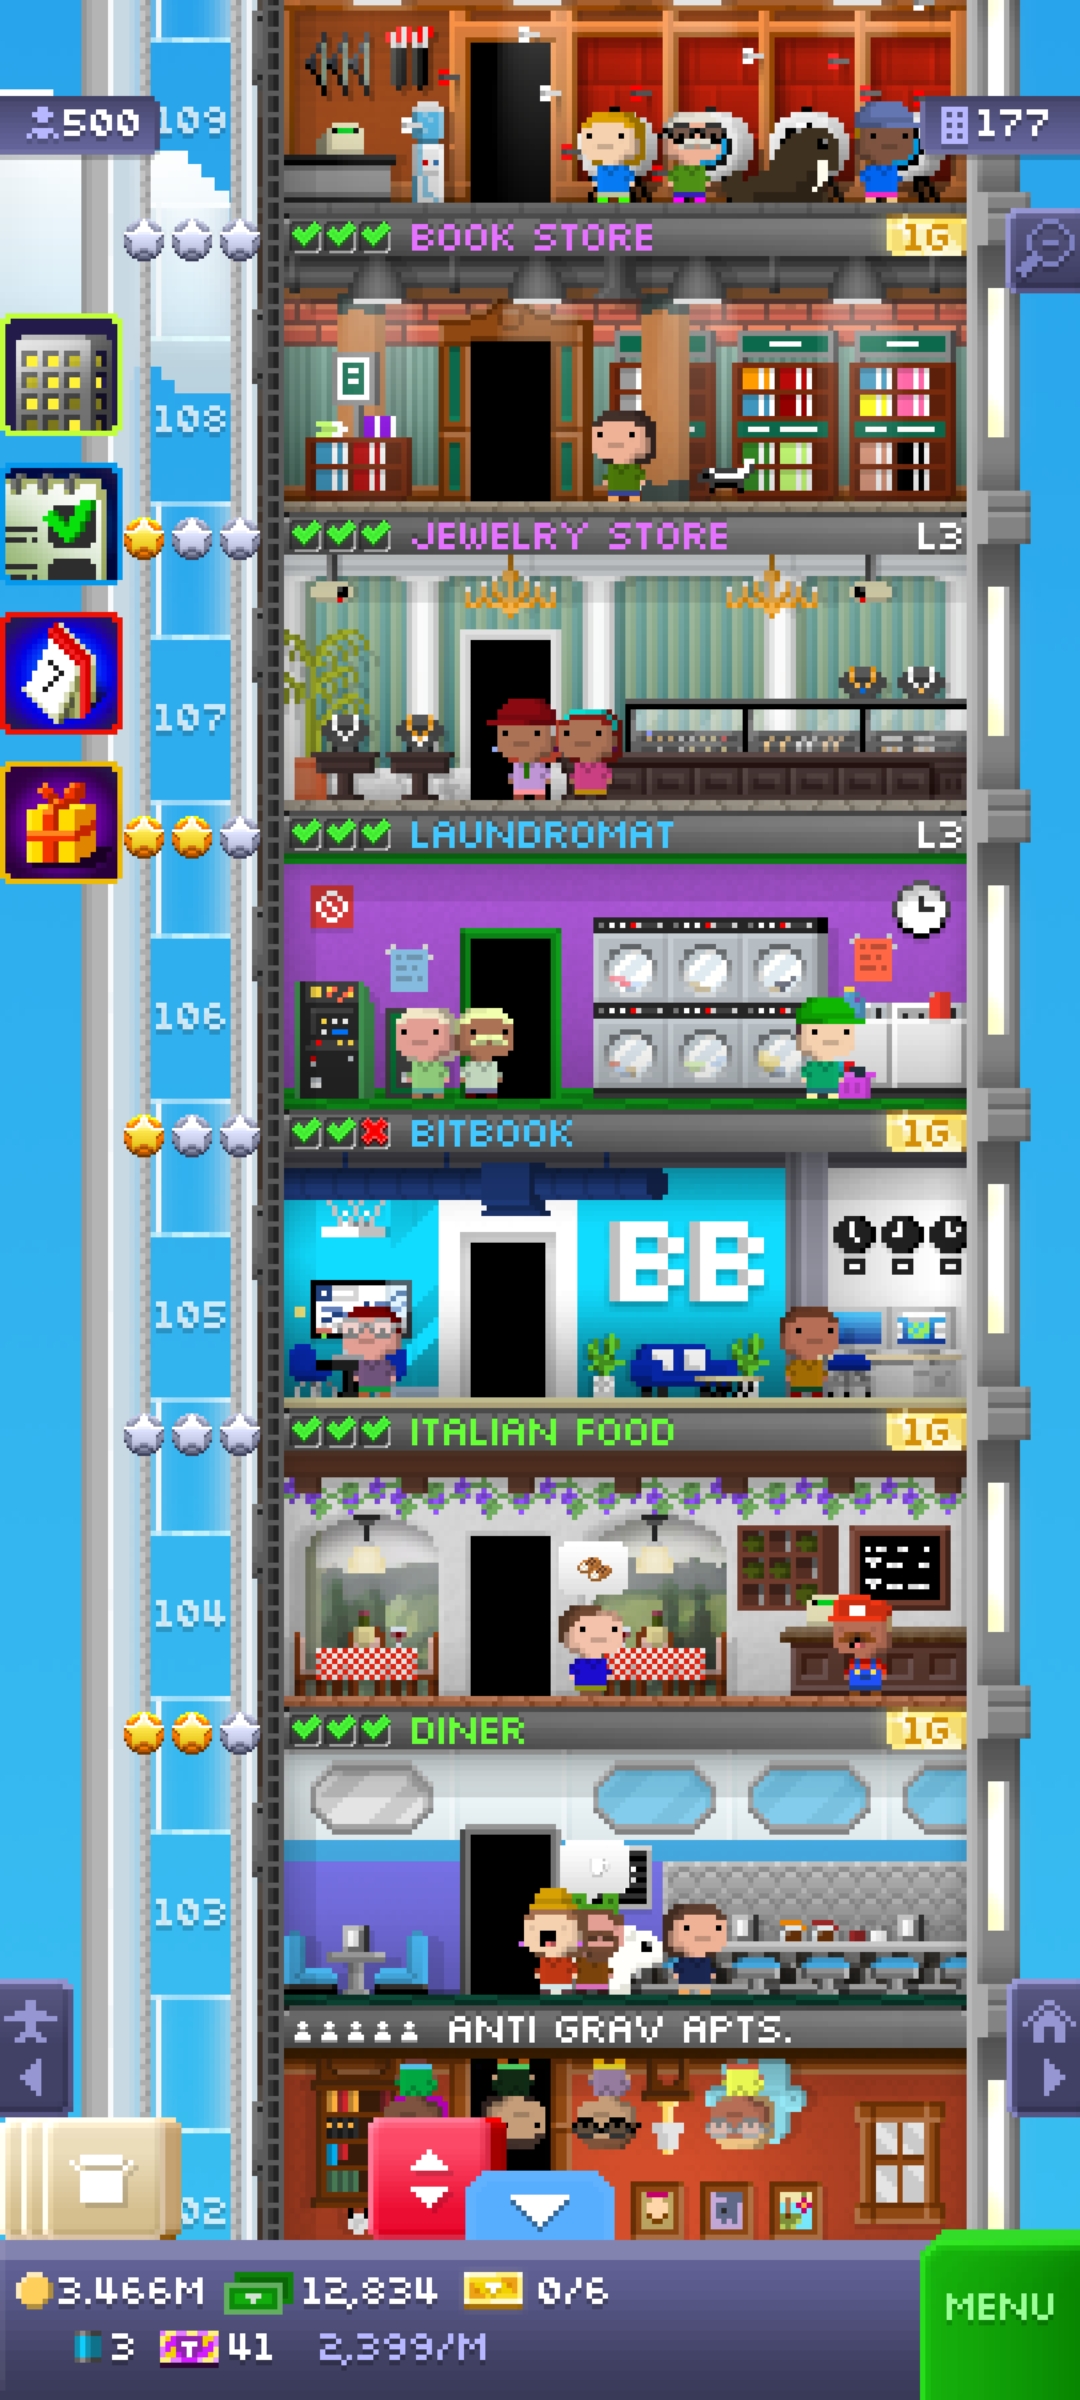 500
109
177
BOOK STORE
1G
8
108
JEWELRY STORE
L3
7
107
LAUNDROMAT
L3
106
BITBOOK
1G
BB
105
ITALIAN FOOD
1G
104
DINER
1G
103
ANTI GRAV APTS.
02
3.466M
12,834
0/6
MENU
3
T
41
2,399/M